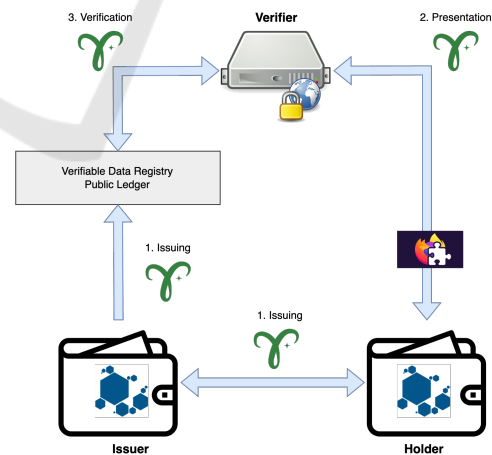 3. Verification
Verifier
2. Presentation
Verifiable Data Registry
Public Ledger
1. Issuing
1. Issuing
Issuer
Holder